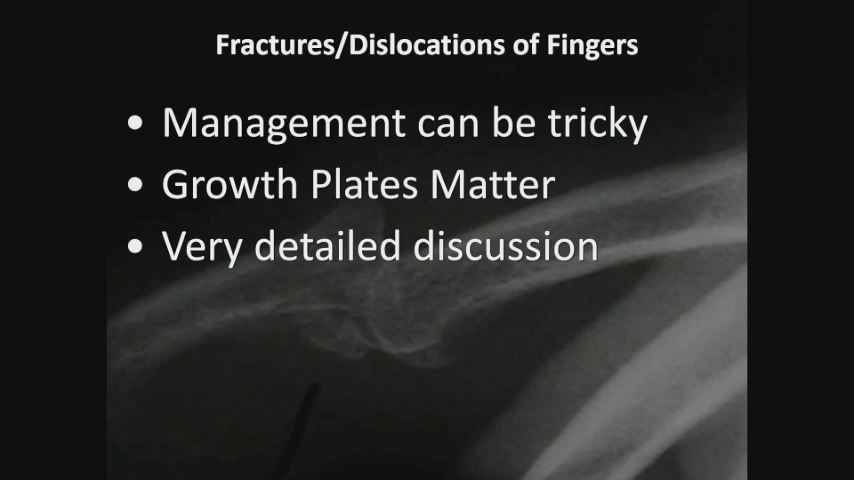 Fractures/Dislocations of Fingers
• Management can be tricky
• Growth Plates Matter
• Very detailed discussion